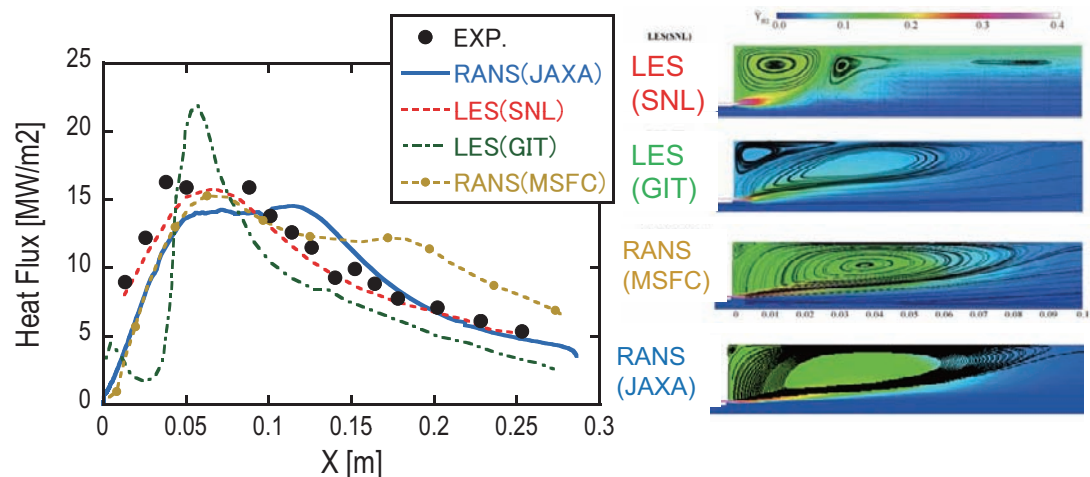 25
20
15
10
5
0
Heat Flux [MW/m2]
0
0.05
0.1
0.15
0.2
0.25
0.3
X [m]
EXP.
RANS(JAXA)
LES(SNL)
LES(GIT)
RANS(MSFC)
0.0
0.1
0.2
0.3
0.4
LES(SNL)
LES
(SNL)
LES
(GIT)
RANS
(MSFC)
0
0.01
0.02
0.03
0.04
0.05
0.06
0.07
0.08
0.09
0.1
RANS
(JAXA)